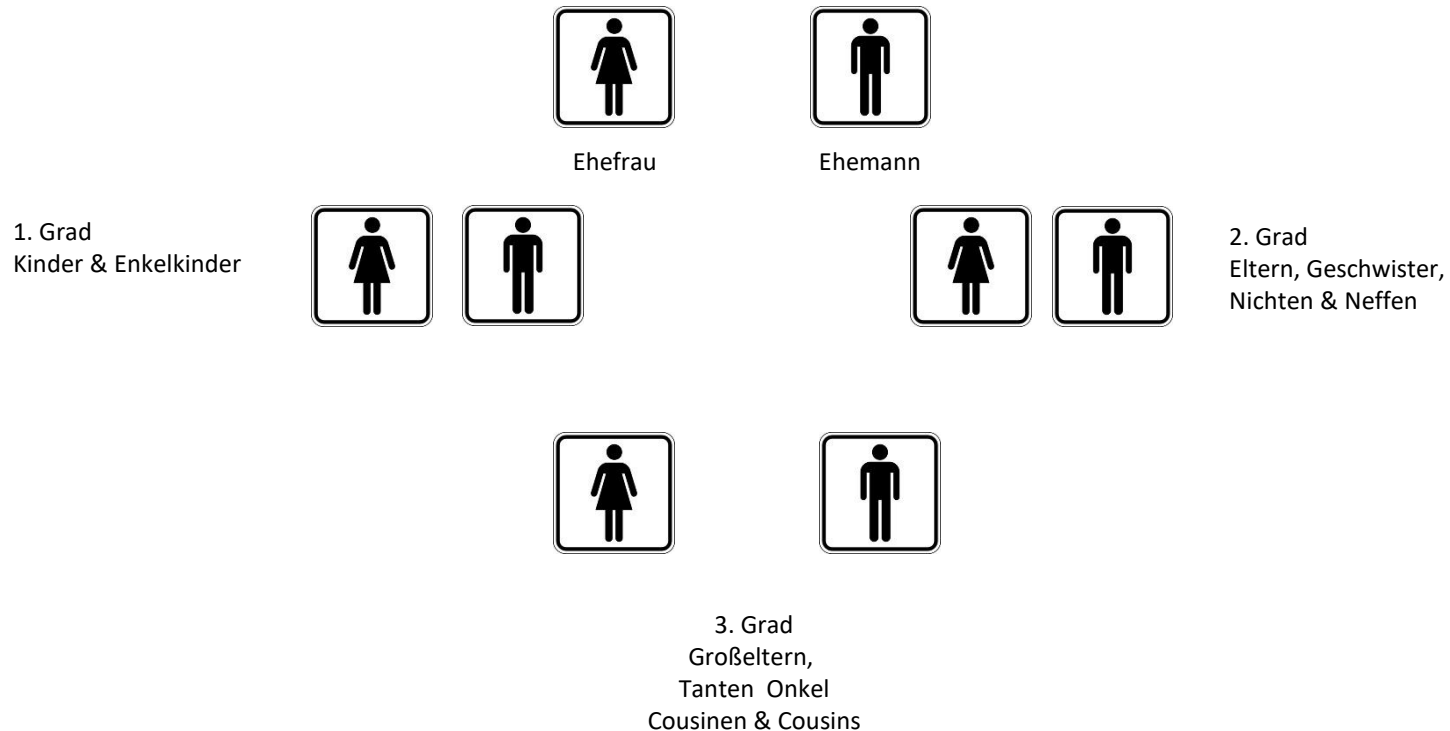 Ehefrau
Ehemann
1. Grad
Kinder & Enkelkinder
2. Grad
Eltern, Geschwister,
Nichten & Neffen
3. Grad
Großeltern,
Tanten  Onkel
Cousinen & Cousins